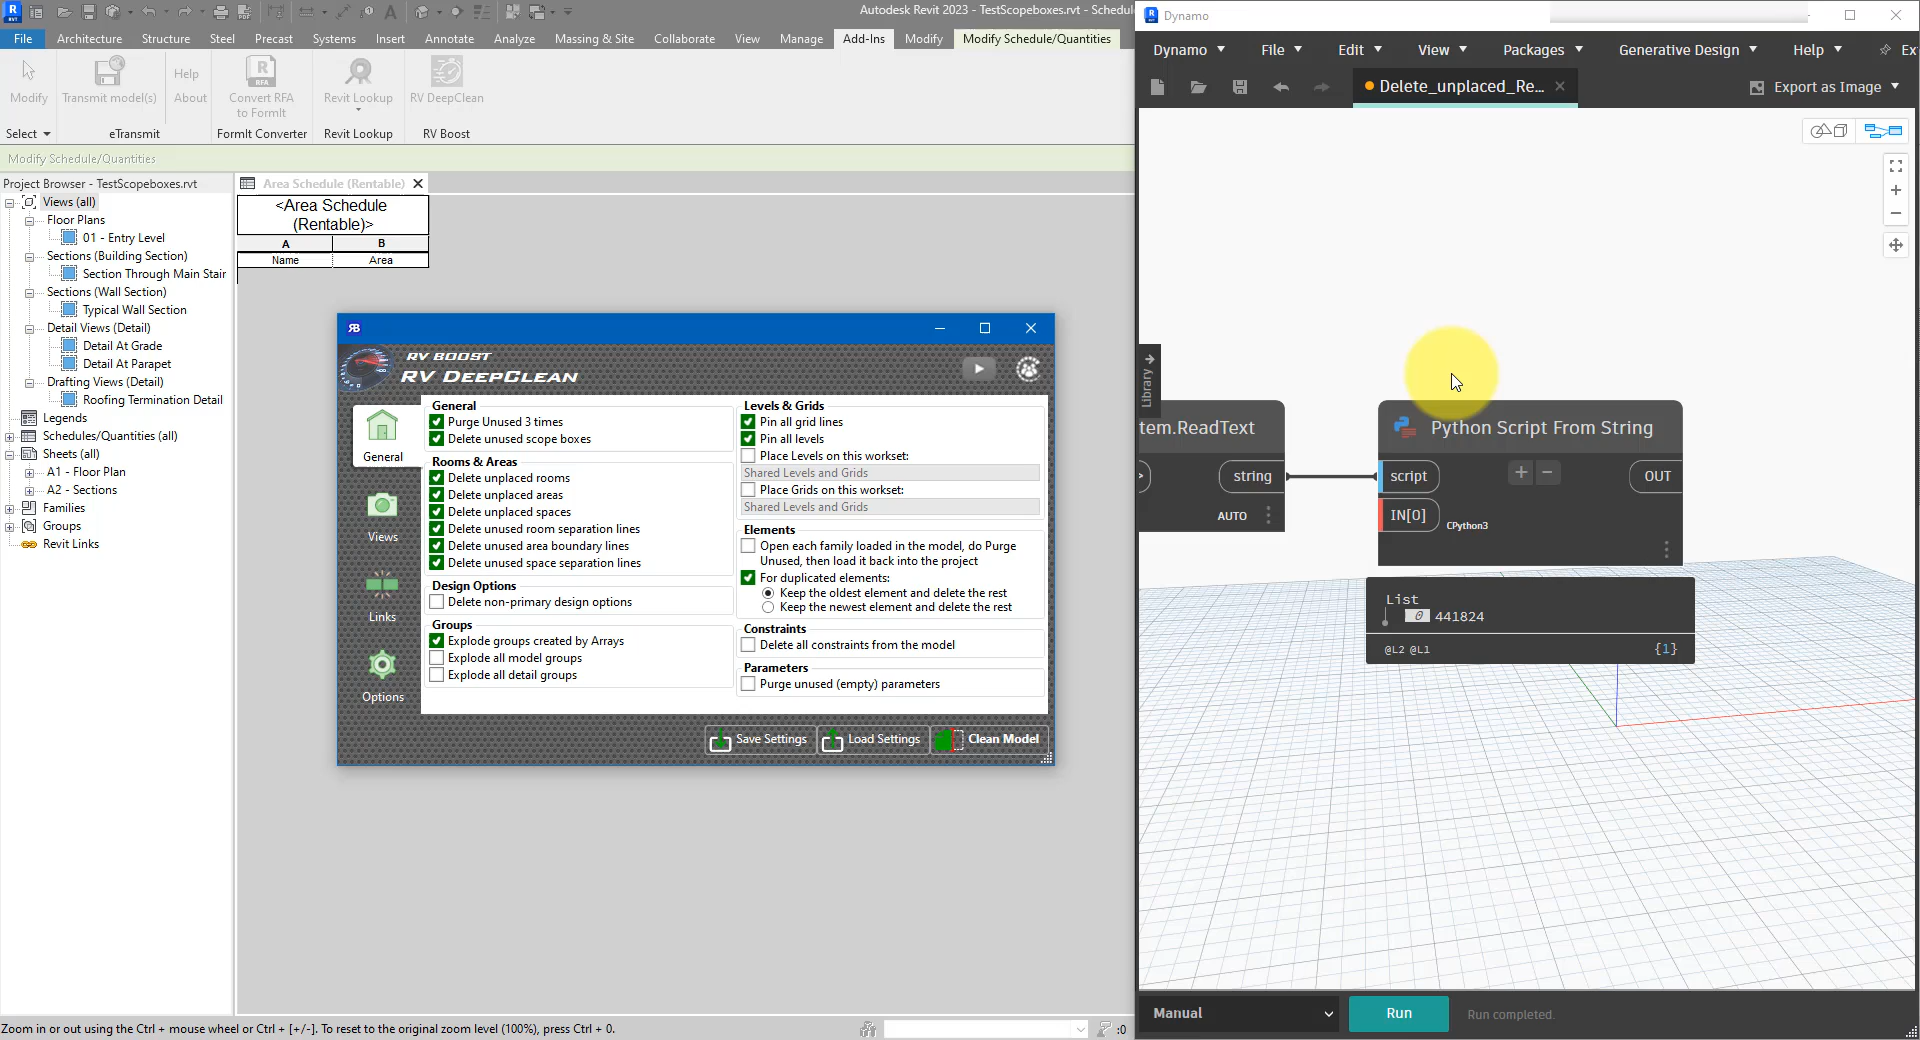 Autodesk Revit 2023 - TestScopeboxes.rvt - Schedul
File
Architecture
Structure
Steel
Precast
Systems
Insert
Annotate
Analyze
Massing & Site
Collaborate
View
Manage
Add-Ins
Modify
Modify Schedule/Quantities
Modify
Transmit model(s)
Help
About
Convert RFA
to FormIt
Revit Lookup
RV DeepClean
Select
eTransmit
FormIt Converter
Revit Lookup
RV Boost
Modify Schedule/Quantities
Project Browser - TestScopeboxes.rvt
Views (all)
Floor Plans
01 - Entry Level
Sections (Building Section)
Section Through Main Stair
Sections (Wall Section)
Typical Wall Section
Detail Views (Detail)
Detail At Grade
Detail At Parapet
Drafting Views (Detail)
Roofing Termination Detail
Legends
Schedules/Quantities (all)
Sheets (all)
A1 - Floor Plan
A2 - Sections
Families
Groups
Revit Links
Area Schedule (Rentable)
<Area Schedule
(Rentable)>
A B
Name Area
RB
RV BOOST
RV DEEPCLEAN
General
Views
Links
Options
General
Purge Unused 3 times
Delete unused scope boxes
Rooms & Areas
Delete unplaced rooms
Delete unplaced areas
Delete unplaced spaces
Delete unused room separation lines
Delete unused area boundary lines
Delete unused space separation lines
Design Options
Delete non-primary design options
Groups
Explode groups created by Arrays
Explode all model groups
Explode all detail groups
Levels & Grids
Pin all grid lines
Pin all levels
Place Levels on this workset:
Shared Levels and Grids
Place Grids on this workset:
Shared Levels and Grids
Elements
Open each family loaded in the model, do Purge
Unused, then load it back into the project
For duplicated elements:
Keep the oldest element and delete the rest
Keep the newest element and delete the rest
Constraints
Delete all constraints from the model
Parameters
Purge unused (empty) parameters
Save Settings
Load Settings
Clean Model
Zoom in or out using the Ctrl + mouse wheel or Ctrl + [+/-]. To reset to the original zoom level (100%), press Ctrl + 0.
:0
Dynamo
Dynamo
File
Edit
View
Packages
Generative Design
Help
Ex
Delete_unplaced_Re...
Export as Image
Library
tem.ReadText
string
AUTO
Python Script From String
script
OUT
IN[0]
CPython3
List
0 441824
@L2 @L1 {1}
Manual
Run
Run completed.